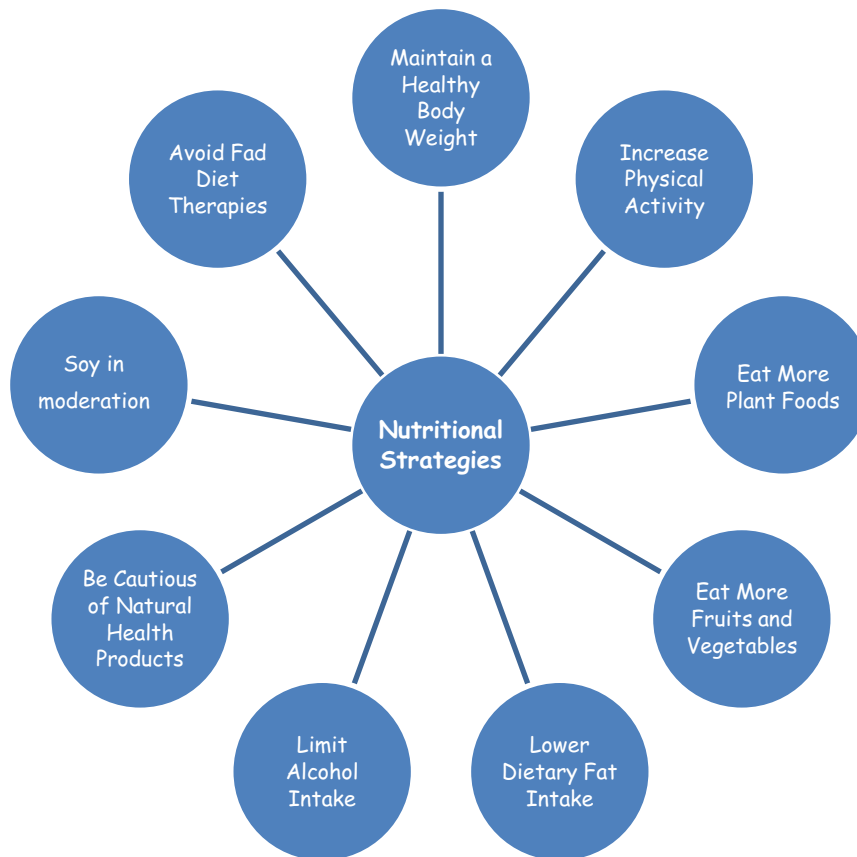 Maintain a
Healthy
Body
Weight
Increase
Physical
Activity
Eat More
Plant Foods
Eat More
Fruits and
Vegetables
Lower
Dietary Fat
Intake
Limit
Alcohol
Intake
Be Cautious
of Natural
Health
Products
Soy in
moderation
Avoid Fad
Diet
Therapies
Nutritional
Strategies